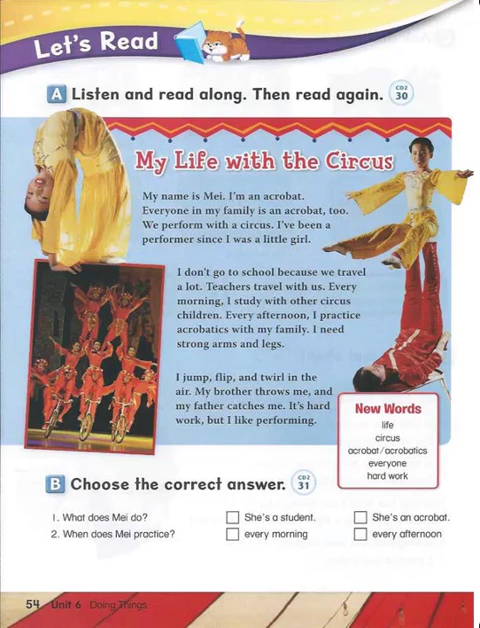 Let's Read
A Listen and read along. Then read again. CD2 30
My Life with the Circus
My name is Mei. I'm an acrobat.
Everyone in my family is an acrobat, too.
We perform with a circus. I've been a
performer since I was a little girl.
I don't go to school because we travel
a lot. Teachers travel with us. Every
morning, I study with other circus
children. Every afternoon, I practice
acrobatics with my family. I need
strong arms and legs.
I jump, flip, and twirl in the
air. My brother throws me, and
my father catches me. It's hard
work, but I like performing.
New Words
life
circus
acrobat/acrobatics
everyone
hard work
B Choose the correct answer. CD2 31
1. What does Mei do? She's a student. She's an acrobat.
2. When does Mei practice? every morning every afternoon
54 Unit 6 Doing Things